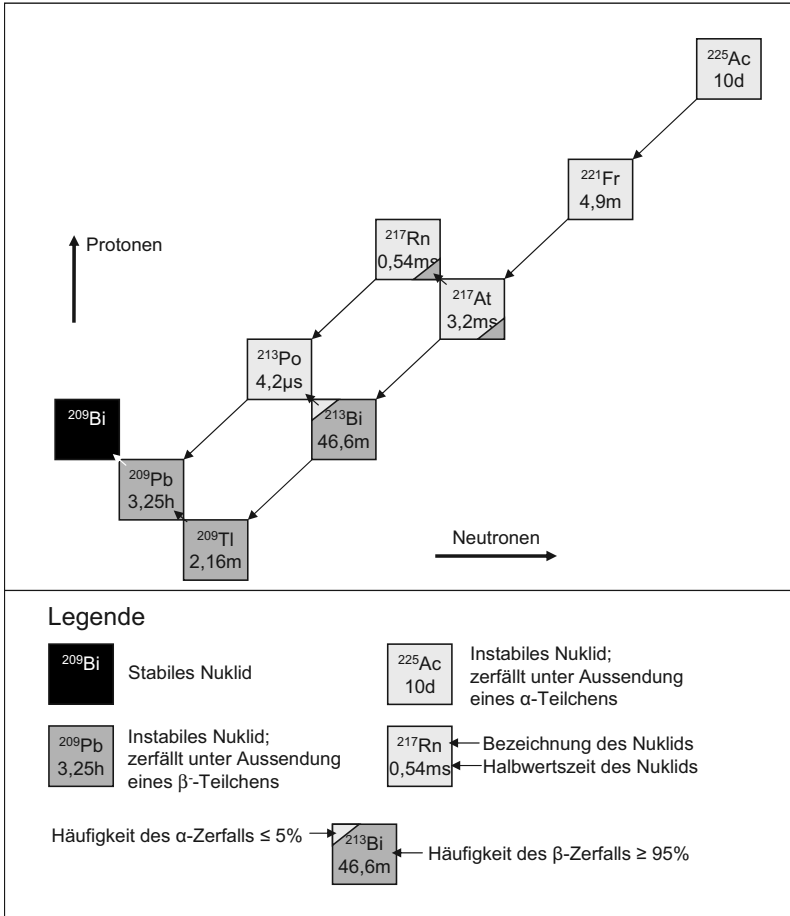 ²²⁵Ac
10d
²²¹Fr
4,9m
²¹⁷Rn
0,54ms
Protonen
²¹⁷At
3,2ms
²¹³Po
4,2µs
²⁰⁹Bi
²¹³Bi
46,6m
²⁰⁹Pb
3,25h
²⁰⁹Tl
2,16m
Neutronen
Legende
²⁰⁹Bi
Stabiles Nuklid
²²⁵Ac
10d
Instabiles Nuklid;
zerfällt unter Aussendung
eines α-Teilchens
²⁰⁹Pb
3,25h
Instabiles Nuklid;
zerfällt unter Aussendung
eines β⁻-Teilchens
²¹⁷Rn
0,54ms
Bezeichnung des Nuklids
Halbwertszeit des Nuklids
Häufigkeit des α-Zerfalls ≤ 5%
²¹³Bi
46,6m
Häufigkeit des β-Zerfalls ≥ 95%